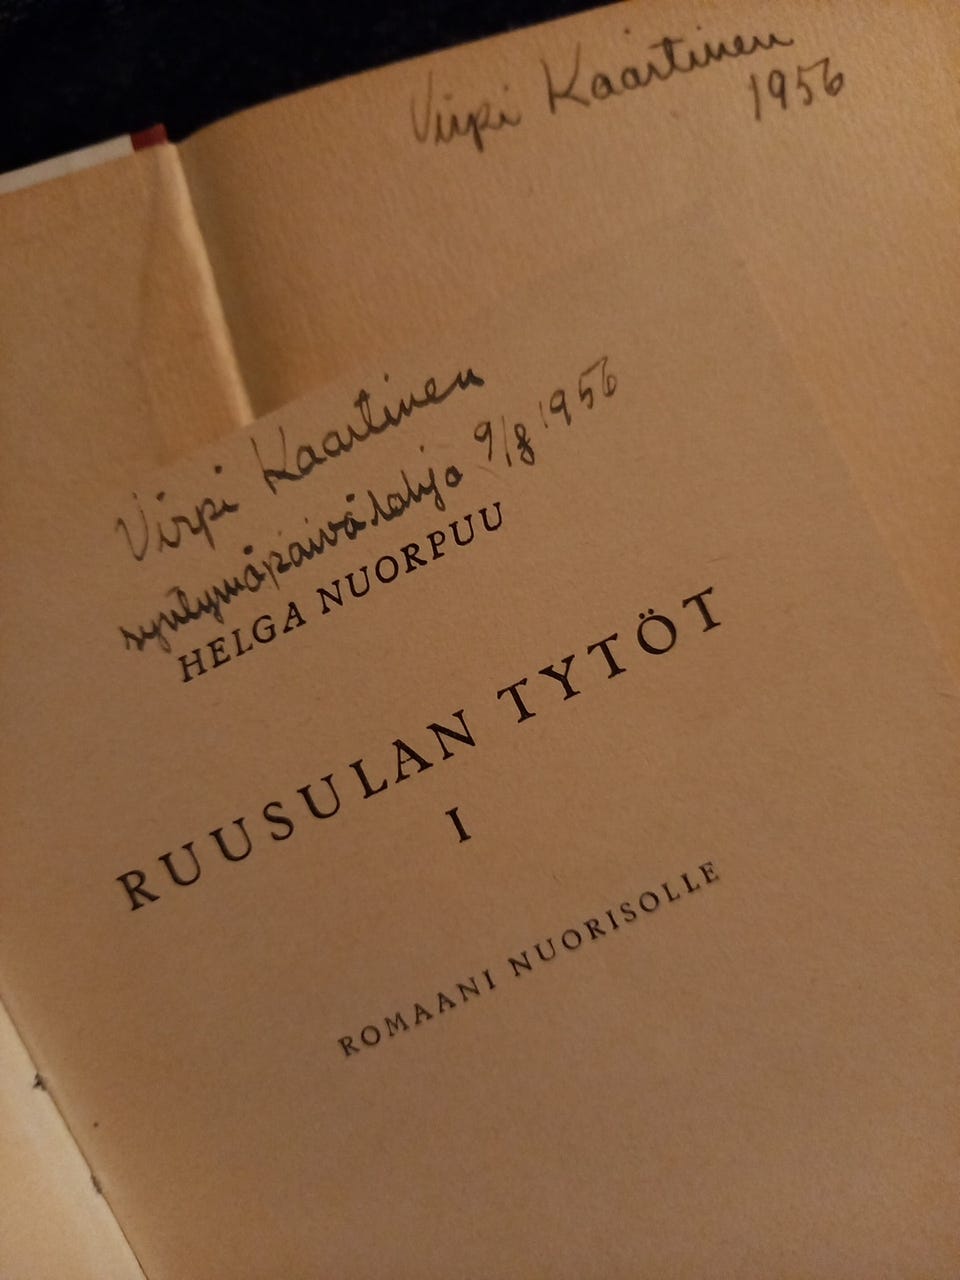 Virpi Kaartinen
1956
Virpi Kaartinen
syntymäpäivälahja 9/8 1956
HELGA NUORPUU
RUUSULAN TYTÖT
I
ROMAANI NUORISOLLE